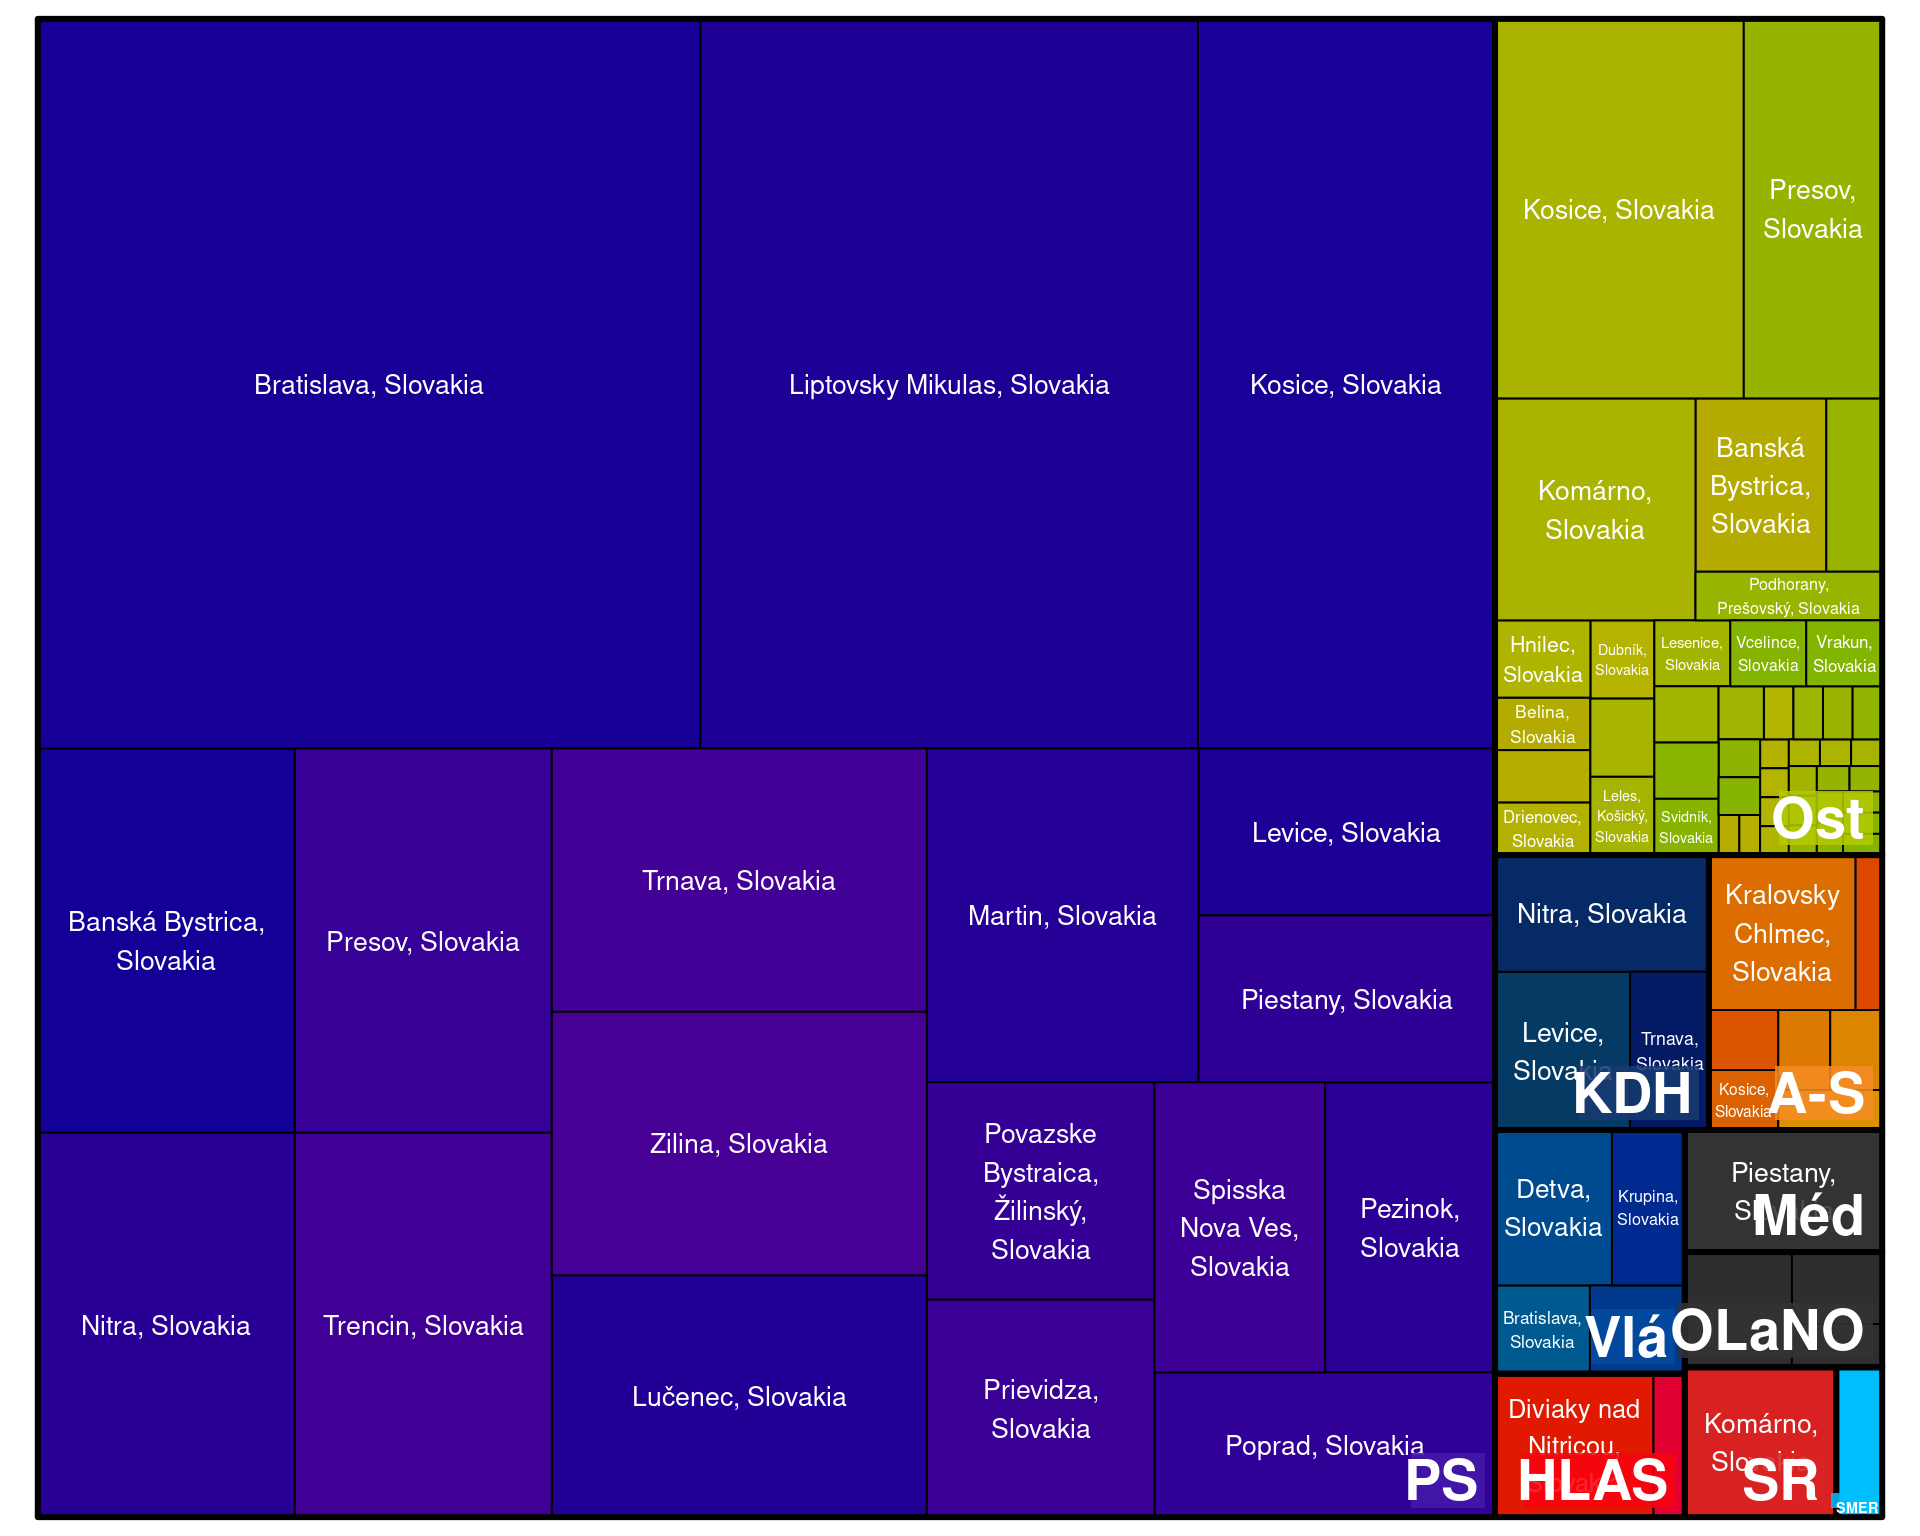 Bratislava, Slovakia
Liptovsky Mikulas, Slovakia
Kosice, Slovakia
Banská Bystrica,
Slovakia
Presov, Slovakia
Trnava, Slovakia
Zilina, Slovakia
Lučenec, Slovakia
Nitra, Slovakia
Trencin, Slovakia
Martin, Slovakia
Levice, Slovakia
Piestany, Slovakia
Povazske
Bystraica,
Žilinský,
Slovakia
Prievidza,
Slovakia
Spisska
Nova Ves,
Slovakia
Pezinok,
Slovakia
Poprad, Slovakia
PS
Kosice, Slovakia
Presov,
Slovakia
Komárno,
Slovakia
Banská
Bystrica,
Slovakia
Podhorany,
Prešovský, Slovakia
Hnilec,
Slovakia
Dubník,
Slovakia
Lesenice,
Slovakia
Vcelince,
Slovakia
Vrakun,
Slovakia
Belina,
Slovakia
Drienovec,
Slovakia
Leles,
Košický,
Slovakia
Svidník,
Slovakia
Ost
Nitra, Slovakia
Levice,
Slovakia
Trnava,
Slovakia
KDH
Kralovsky
Chlmec,
Slovakia
Kosice,
Slovakia
A-S
Detva,
Slovakia
Krupina,
Slovakia
Bratislava,
Slovakia
Vlá
Piestany,
Méd
OLaNO
Diviaky nad
Nitricou,
Slovakia
HLAS
Komárno,
Slovakia
SR
SMER